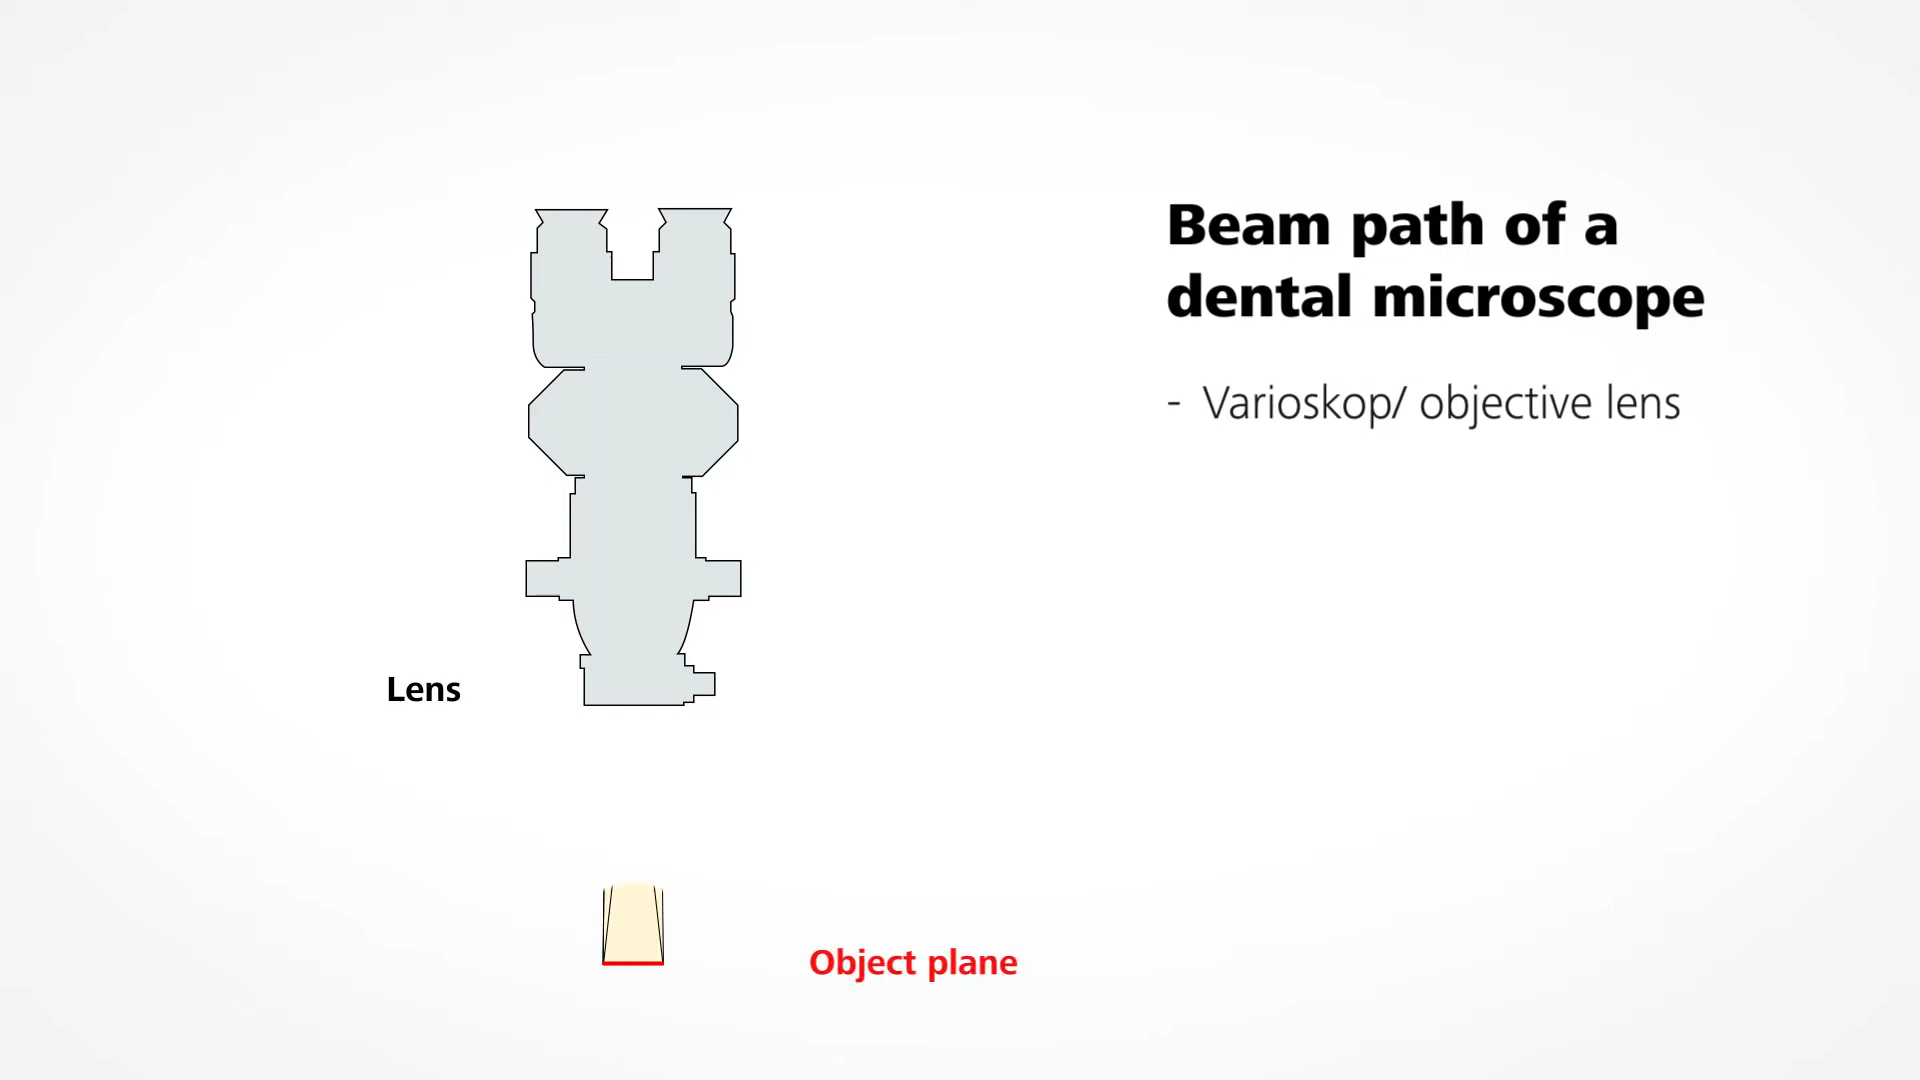 Beam path of a
dental microscope
- Varioskop/ objective lens
Lens
Object plane